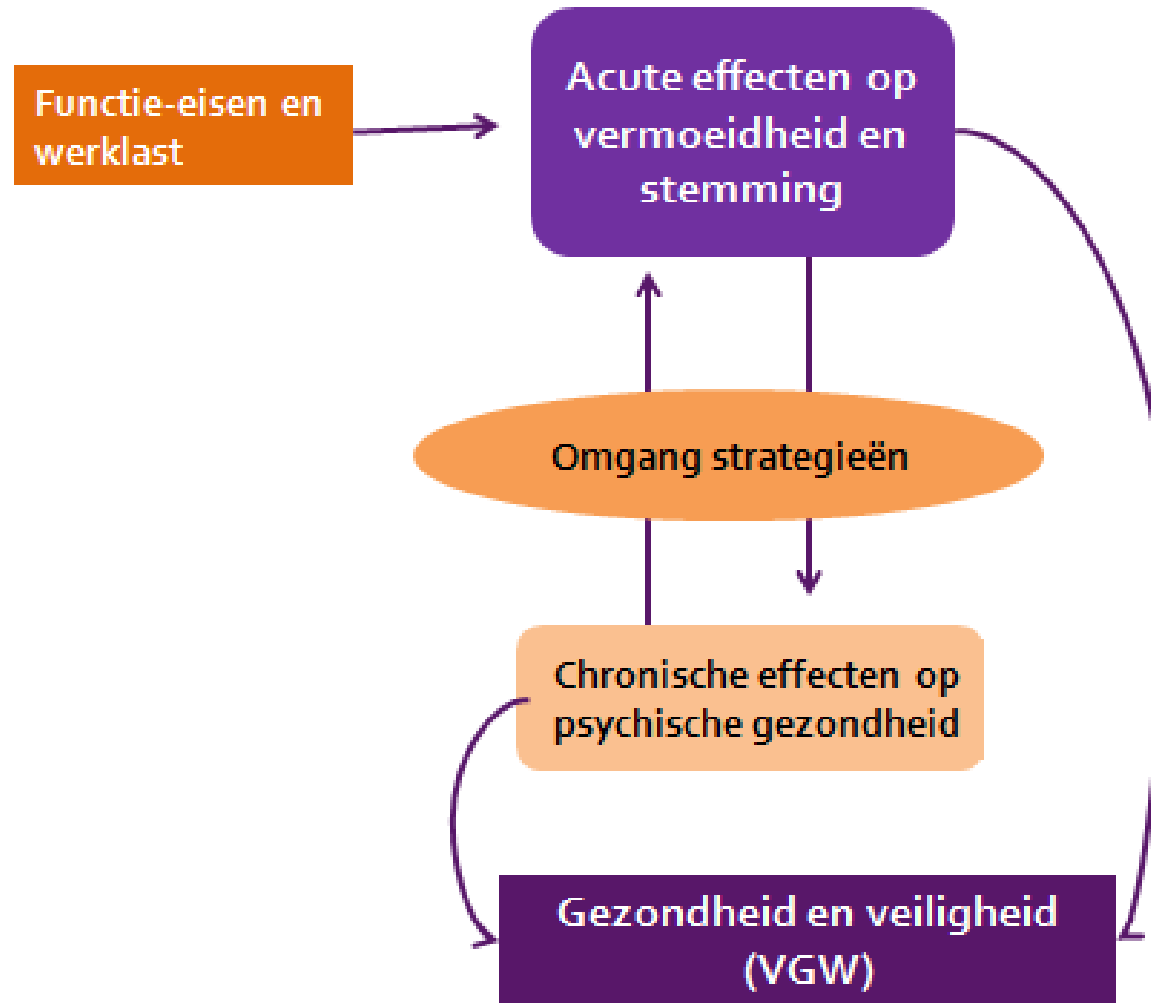 Functie-eisen en
werklast
Acute effecten op
vermoeidheid en
stemming
Omgang strategieën
Chronische effecten op
psychische gezondheid
Gezondheid en veiligheid
(VGW)